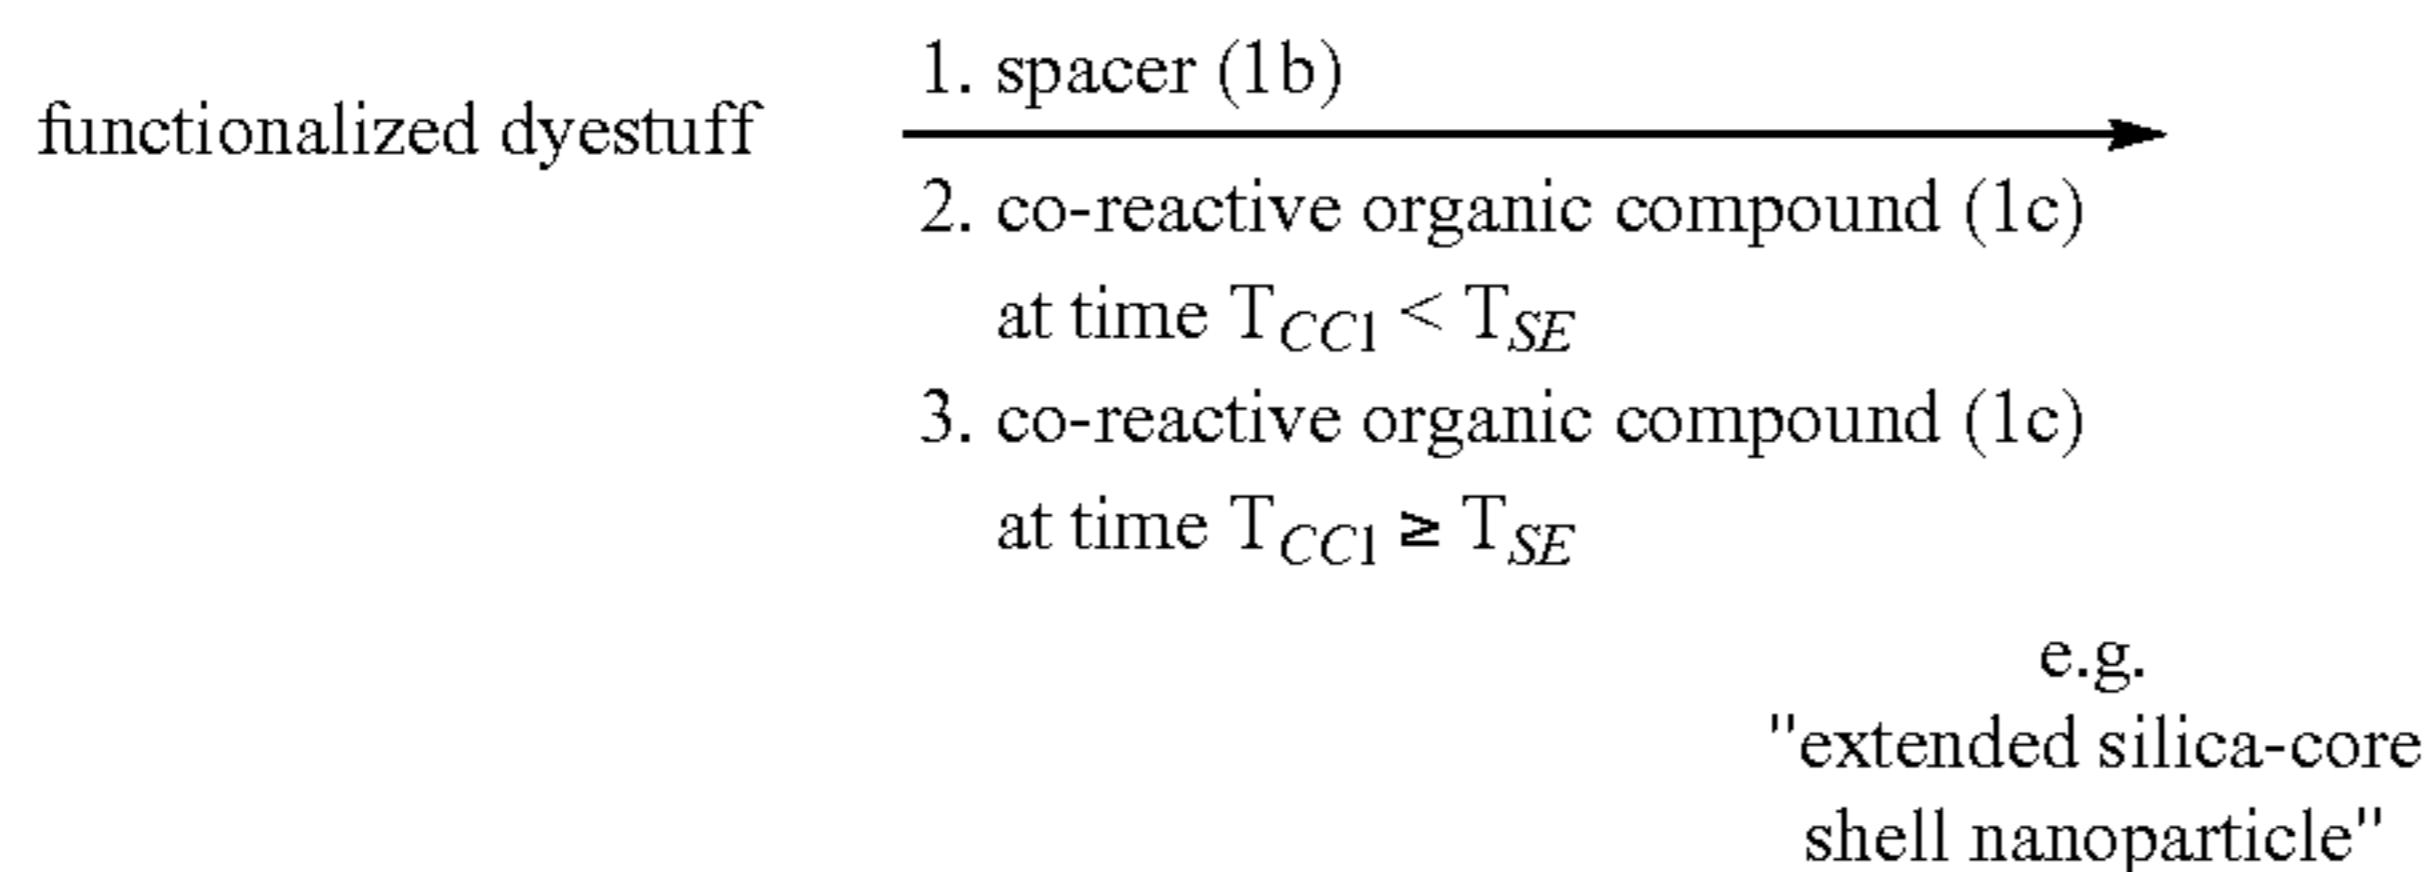 functionalized dyestuff
1. spacer (1b)
2. co-reactive organic compound (1c)
at time T_CC1 < T_SE
3. co-reactive organic compound (1c)
at time T_CC1 ≥ T_SE
e.g.
"extended silica-core
shell nanoparticle"